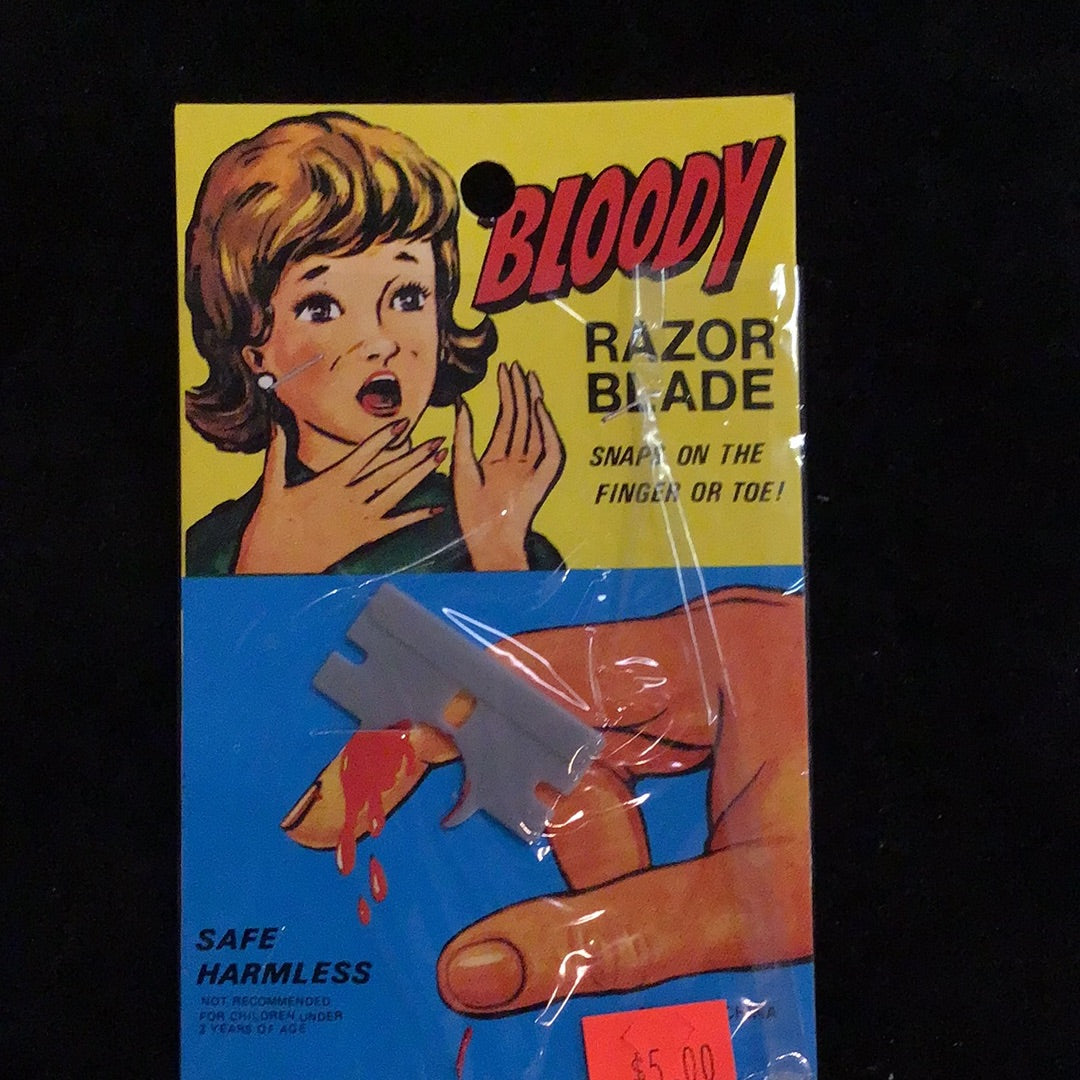 BLOODY
RAZOR
BLADE
SNAPS ON THE
FINGER OR TOE!
SAFE
HARMLESS
NOT RECOMMENDED
FOR CHILDREN UNDER
3 YEARS OF AGE
CHINA
$5.00